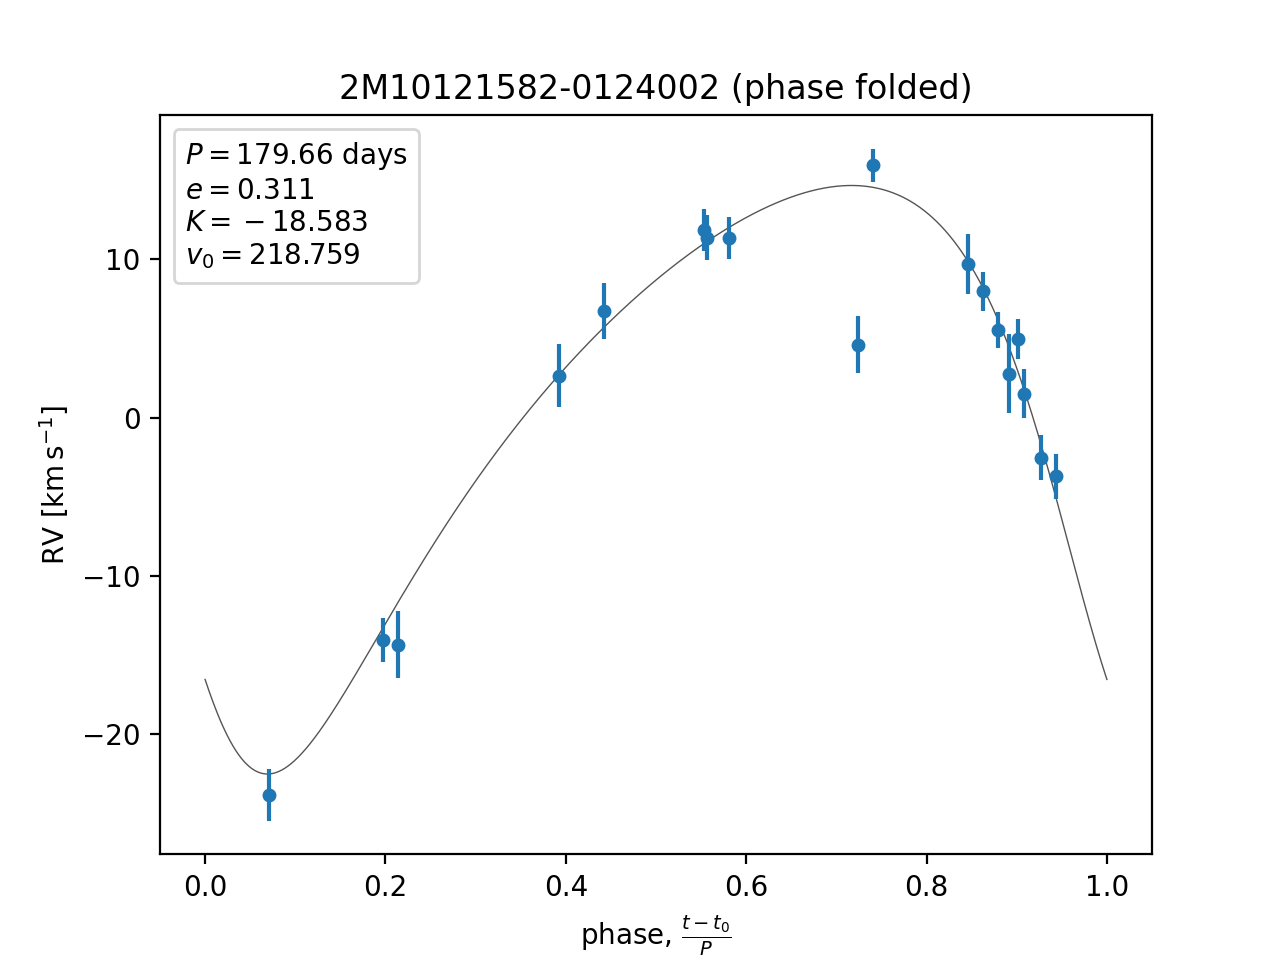 2M10121582-0124002 (phase folded)
P = 179.66 days
e = 0.311
K = −18.583
v₀ = 218.759
RV [km s⁻¹]
10
0
−10
−20
0.0 0.2 0.4 0.6 0.8 1.0
phase, (t − t₀)/P